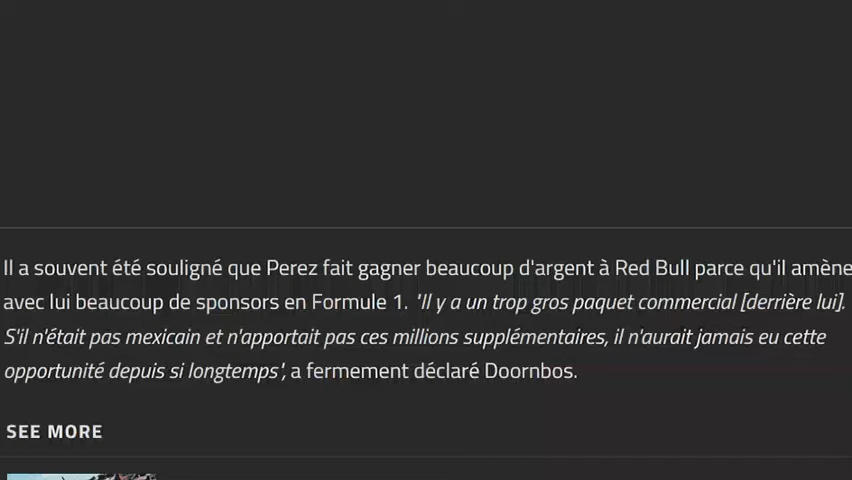 Il a souvent été souligné que Perez fait gagner beaucoup d'argent à Red Bull parce qu'il amène
avec lui beaucoup de sponsors en Formule 1. "Il y a un trop gros paquet commercial [derrière lui].
S'il n'était pas mexicain et n'apportait pas ces millions supplémentaires, il n'aurait jamais eu cette
opportunité depuis si longtemps", a fermement déclaré Doornbos.
SEE MORE